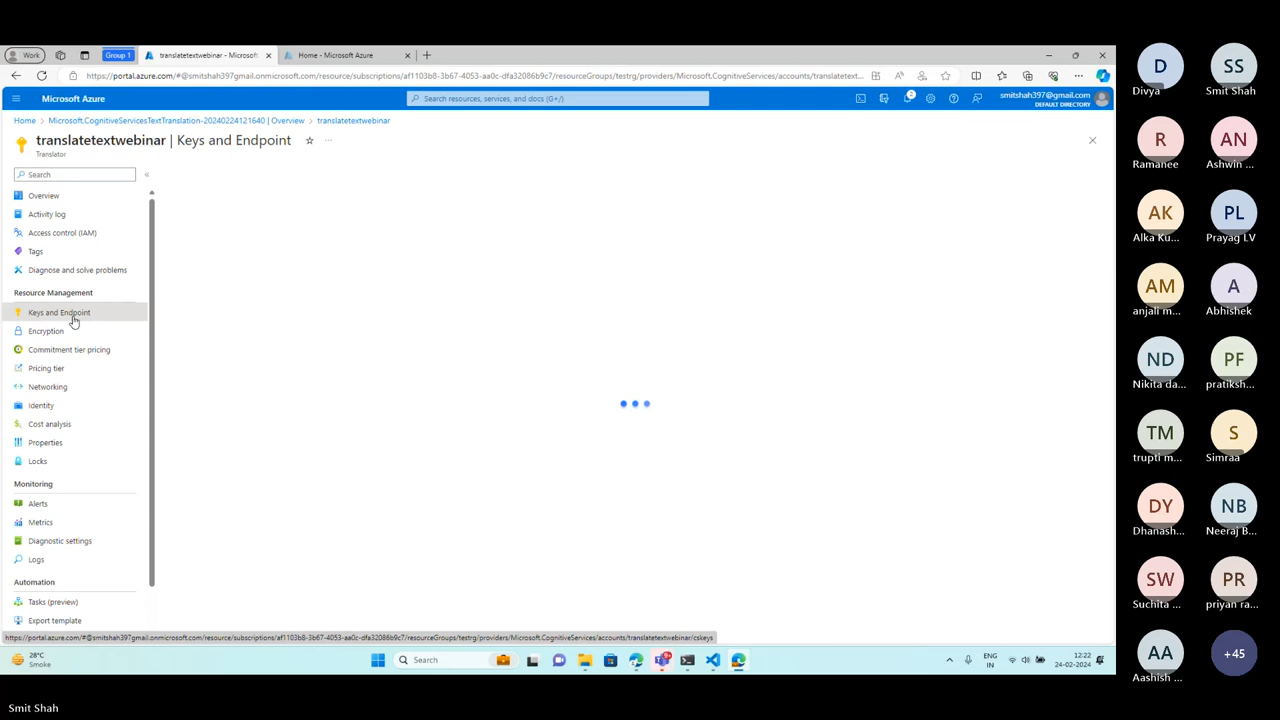 Work
Group 1
translatetextwebinar - Microsoft
Home - Microsoft Azure
https://portal.azure.com/#@smitshah397gmail.onmicrosoft.com/resource/subscriptions/af1103b8-3b67-4053-aa0c-dfa32086b9c7/resourceGroups/testrg/providers/Microsoft.CognitiveServices/accounts/translatetext...
Microsoft Azure
Search resources, services, and docs (G+/)
2
smitshah397@gmail.com
DEFAULT DIRECTORY
Home > Microsoft.CognitiveServicesTextTranslation-20240224121640 | Overview > translatetextwebinar
translatetextwebinar | Keys and Endpoint
Translator
Search
Overview
Activity log
Access control (IAM)
Tags
Diagnose and solve problems
Resource Management
Keys and Endpoint
Encryption
Commitment tier pricing
Pricing tier
Networking
Identity
Cost analysis
Properties
Locks
Monitoring
Alerts
Metrics
Diagnostic settings
Logs
Automation
Tasks (preview)
Export template
https://portal.azure.com/#@smitshah397gmail.onmicrosoft.com/resource/subscriptions/af1103b8-3b67-4053-aa0c-dfa32086b9c7/resourceGroups/testrg/providers/Microsoft.CognitiveServices/accounts/translatetextwebinar/cskeys
28°C
Smoke
Search
ENG
IN
12:22
24-02-2024
D
Divya
SS
Smit Shah
R
Ramanee
AN
Ashwin ...
AK
Alka Ku...
PL
Prayag LV
AM
anjali m...
A
Abhishek
ND
Nikita da...
PF
pratiksh...
TM
trupti m...
S
Simraa
DY
Dhanash...
NB
Neeraj B...
SW
Suchita ...
PR
priyan ra...
AA
Aashish ...
+45
Smit Shah